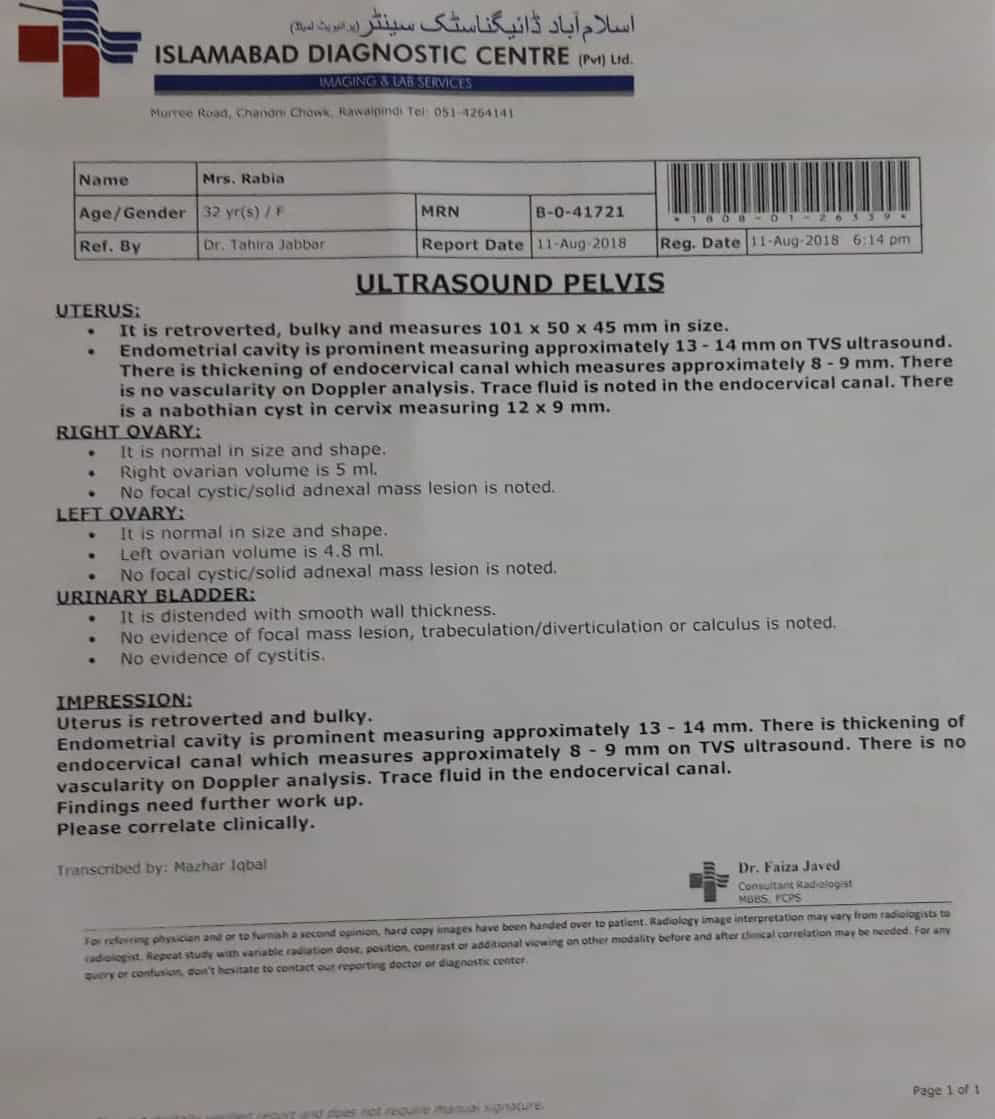 اسلام آباد ڈائیگناسٹک سینٹر (پرائیویٹ لمیٹڈ)
ISLAMABAD DIAGNOSTIC CENTRE (Pvt) Ltd.
IMAGING & LAB SERVICES
Murree Road, Chandni Chowk, Rawalpindi Tel: 051-4264141
Name Mrs. Rabia
Age/Gender 32 yr(s) / F MRN B-0-41721
*1808-01-26339*
Ref. By Dr. Tahira Jabbar Report Date 11-Aug-2018 Reg. Date 11-Aug-2018 6:14 pm
ULTRASOUND PELVIS
UTERUS:
• It is retroverted, bulky and measures 101 x 50 x 45 mm in size.
• Endometrial cavity is prominent measuring approximately 13 - 14 mm on TVS ultrasound.
There is thickening of endocervical canal which measures approximately 8 - 9 mm. There
is no vascularity on Doppler analysis. Trace fluid is noted in the endocervical canal. There
is a nabothian cyst in cervix measuring 12 x 9 mm.
RIGHT OVARY:
• It is normal in size and shape.
• Right ovarian volume is 5 ml.
• No focal cystic/solid adnexal mass lesion is noted.
LEFT OVARY:
• It is normal in size and shape.
• Left ovarian volume is 4.8 ml.
• No focal cystic/solid adnexal mass lesion is noted.
URINARY BLADDER:
• It is distended with smooth wall thickness.
• No evidence of focal mass lesion, trabeculation/diverticulation or calculus is noted.
• No evidence of cystitis.
IMPRESSION:
Uterus is retroverted and bulky.
Endometrial cavity is prominent measuring approximately 13 - 14 mm. There is thickening of
endocervical canal which measures approximately 8 - 9 mm on TVS ultrasound. There is no
vascularity on Doppler analysis. Trace fluid in the endocervical canal.
Findings need further work up.
Please correlate clinically.
Transcribed by: Mazhar Iqbal
Dr. Faiza Javed
Consultant Radiologist
MBBS, FCPS
For referring physician and or to furnish a second opinion, hard copy images have been handed over to patient. Radiology image interpretation may vary from radiologists to
radiologist. Repeat study with variable radiation dose, position, contrast or additional viewing on other modality before and after clinical correlation may be needed. For any
query or confusion, don't hesitate to contact our reporting doctor or diagnostic center.
Page 1 of 1
verified report and does not require manual signature.